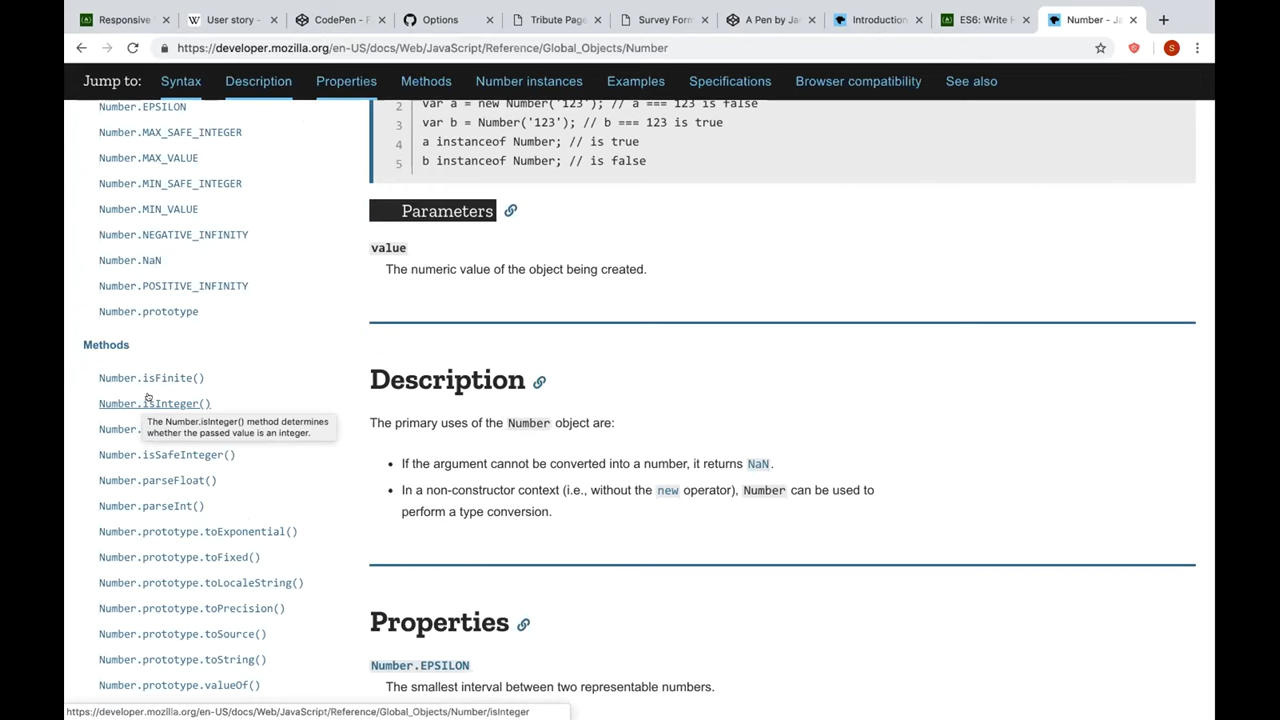 Responsive
User story -
CodePen - F
Options
Tribute Page
Survey Form
A Pen by Ja
Introduction
ES6: Write H
Number - J
https://developer.mozilla.org/en-US/docs/Web/JavaScript/Reference/Global_Objects/Number
S
Jump to: Syntax Description Properties Methods Number instances Examples Specifications Browser compatibility See also
Number.EPSILON
Number.MAX_SAFE_INTEGER
Number.MAX_VALUE
Number.MIN_SAFE_INTEGER
Number.MIN_VALUE
Number.NEGATIVE_INFINITY
Number.NaN
Number.POSITIVE_INFINITY
Number.prototype
Methods
Number.isFinite()
Number.isInteger()
The Number.isInteger() method determines
whether the passed value is an integer.
Number.
Number.isSafeInteger()
Number.parseFloat()
Number.parseInt()
Number.prototype.toExponential()
Number.prototype.toFixed()
Number.prototype.toLocaleString()
Number.prototype.toPrecision()
Number.prototype.toSource()
Number.prototype.toString()
Number.prototype.valueOf()
2 var a = new Number('123'); // a === 123 is false
3 var b = Number('123'); // b === 123 is true
4 a instanceof Number; // is true
5 b instanceof Number; // is false
Parameters
value
The numeric value of the object being created.
Description
The primary uses of the Number object are:
• If the argument cannot be converted into a number, it returns NaN.
• In a non-constructor context (i.e., without the new operator), Number can be used to
perform a type conversion.
Properties
Number.EPSILON
The smallest interval between two representable numbers.
https://developer.mozilla.org/en-US/docs/Web/JavaScript/Reference/Global_Objects/Number/isInteger